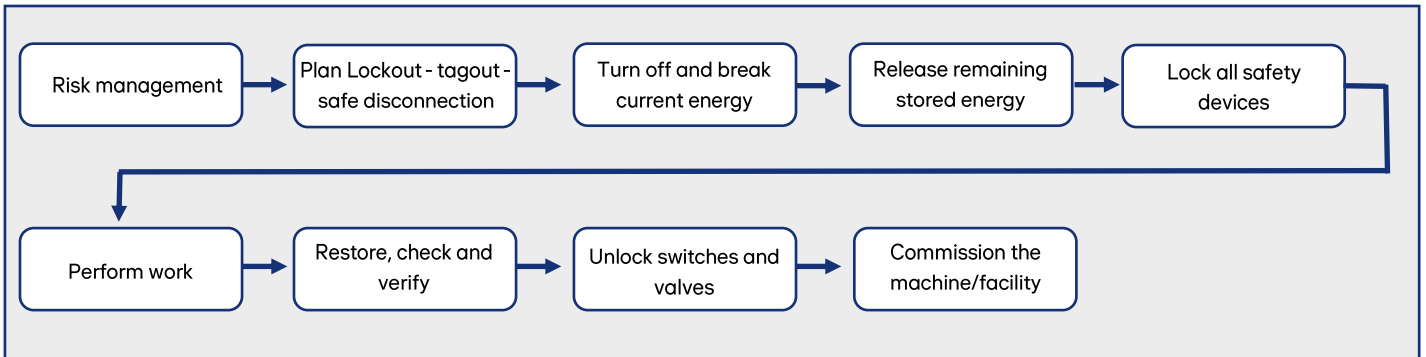 Risk management
Plan Lockout - tagout -
safe disconnection
Turn off and break
current energy
Release remaining
stored energy
Lock all safety
devices
Perform work
Restore, check and
verify
Unlock switches and
valves
Commission the
machine/facility